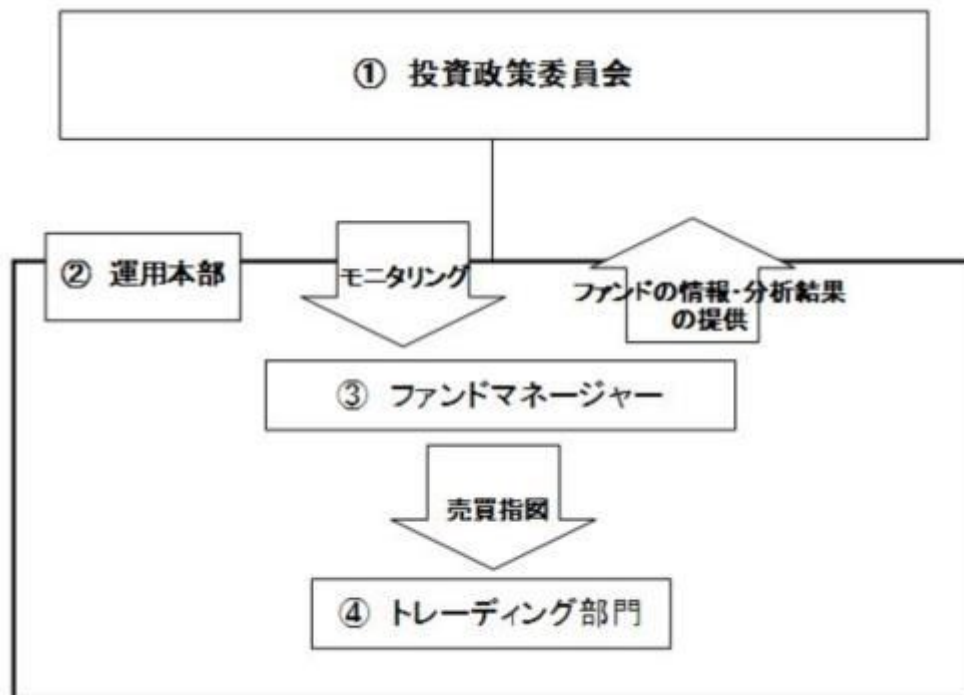 ① 投資政策委員会
② 運用本部
モニタリング
ファンドの情報・分析結果
の提供
③ ファンドマネージャー
売買指図
④ トレーディング部門